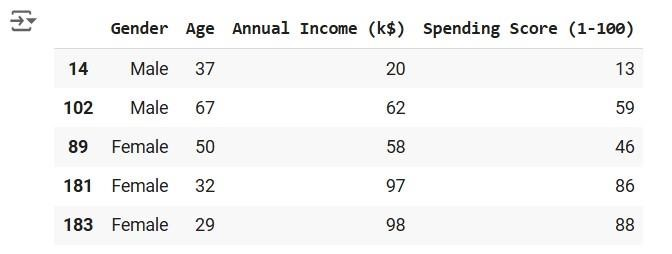 Gender Age Annual Income (k$) Spending Score (1-100)
14 Male 37 20 13
102 Male 67 62 59
89 Female 50 58 46
181 Female 32 97 86
183 Female 29 98 88